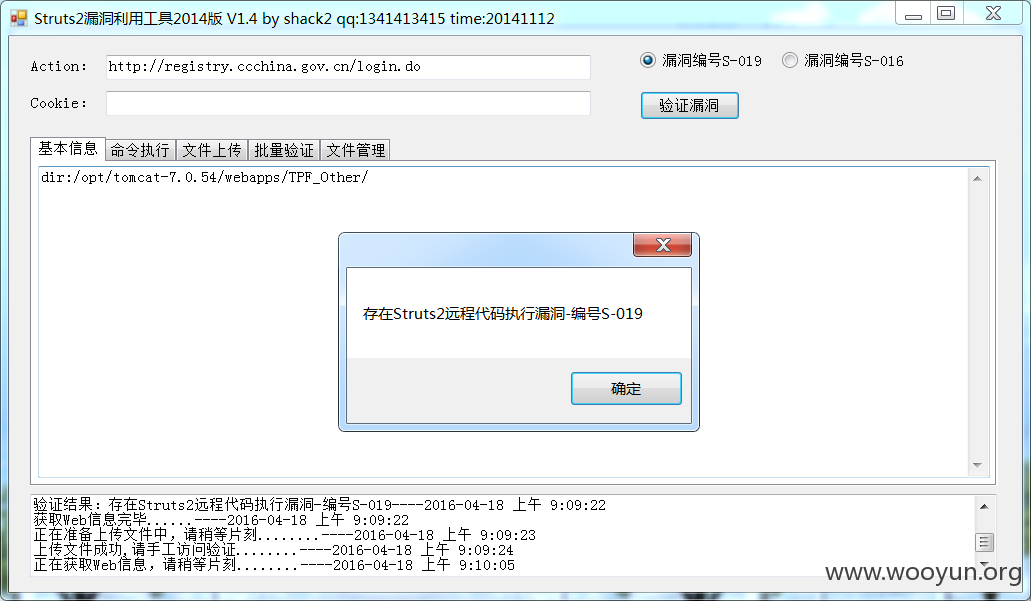 Struts2漏洞利用工具2014版 V1.4 by shack2 qq:1341413415 time:20141112
Action: http://registry.ccchina.gov.cn/login.do 漏洞编号S-019 漏洞编号S-016
Cookie: 验证漏洞
基本信息 命令执行 文件上传 批量验证 文件管理
dir:/opt/tomcat-7.0.54/webapps/TPF_Other/
存在Struts2远程代码执行漏洞-编号S-019
确定
验证结果：存在Struts2远程代码执行漏洞-编号S-019----2016-04-18 上午 9:09:22
获取Web信息完毕......----2016-04-18 上午 9:09:22
正在准备上传文件中，请稍等片刻........----2016-04-18 上午 9:09:23
上传文件成功,请手工访问验证........----2016-04-18 上午 9:09:24
正在获取Web信息，请稍等片刻........----2016-04-18 上午 9:10:05
www.wooyun.org